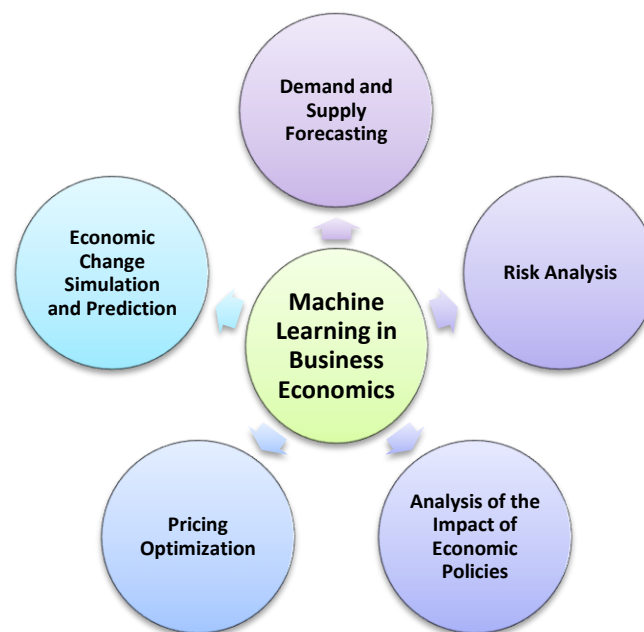 Demand and
Supply
Forecasting
Economic
Change
Simulation
and Prediction
Risk Analysis
Machine
Learning in
Business
Economics
Pricing
Optimization
Analysis of the
Impact of
Economic
Policies